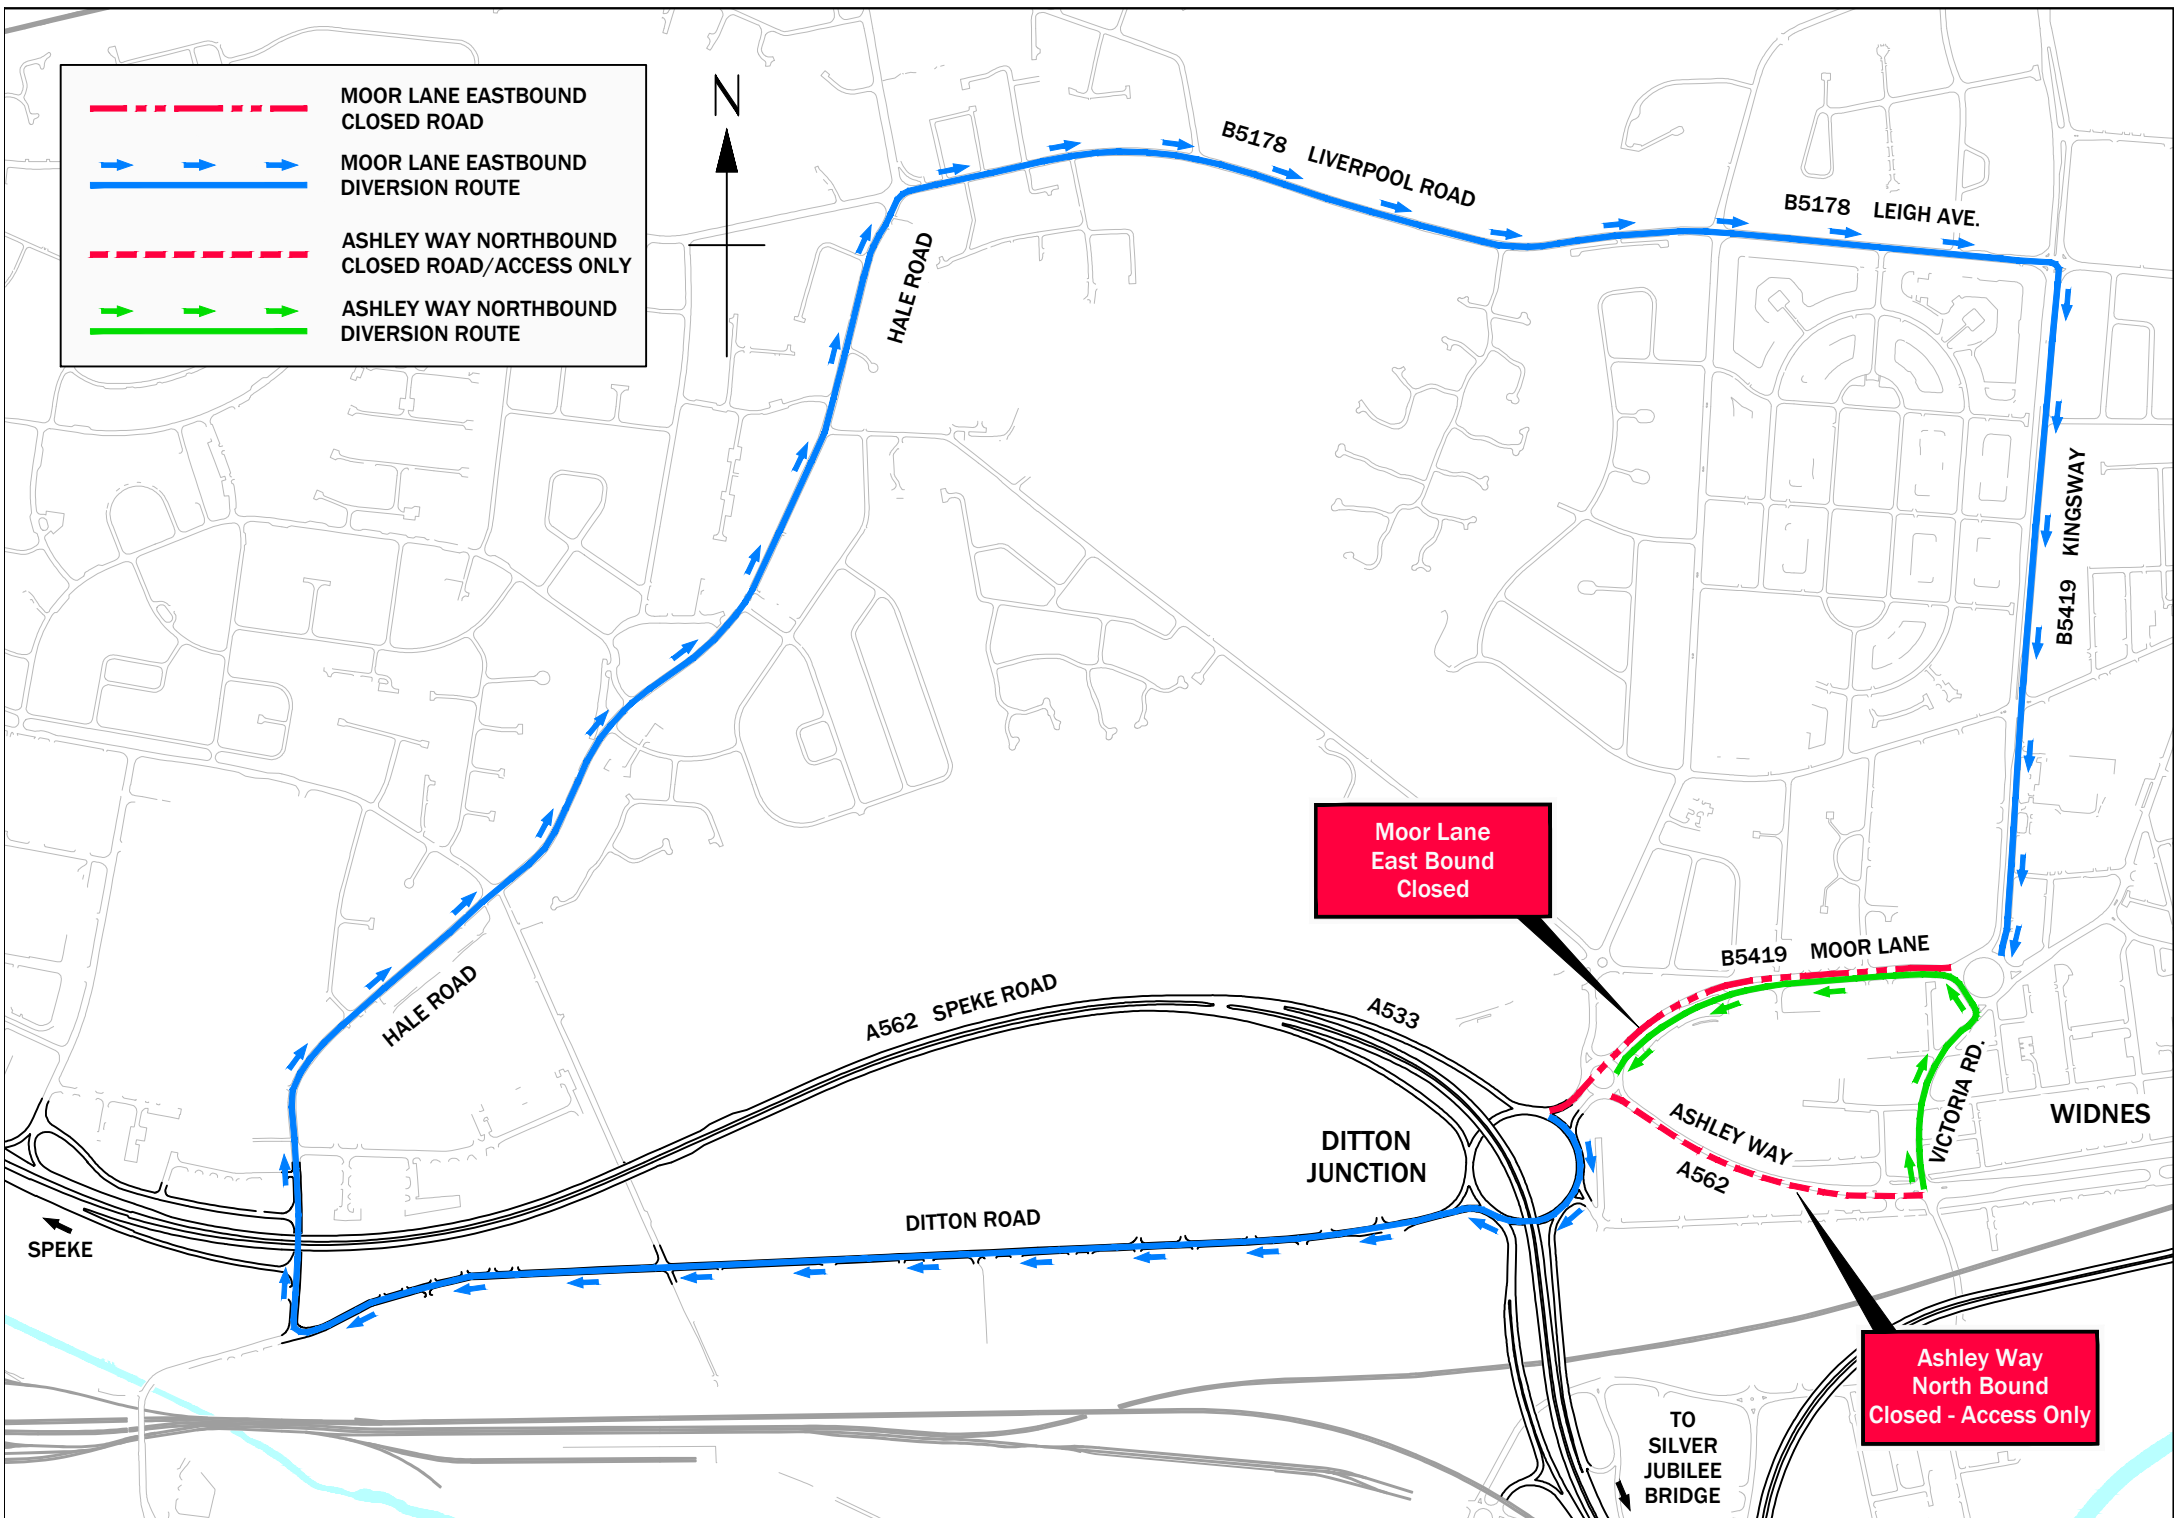 MOOR LANE EASTBOUND
CLOSED ROAD
MOOR LANE EASTBOUND
DIVERSION ROUTE
ASHLEY WAY NORTHBOUND
CLOSED ROAD/ACCESS ONLY
ASHLEY WAY NORTHBOUND
DIVERSION ROUTE
N
B5178 LIVERPOOL ROAD
B5178 LEIGH AVE.
HALE ROAD
B5419 KINGSWAY
Moor Lane
East Bound
Closed
B5419 MOOR LANE
HALE ROAD
A562 SPEKE ROAD
A533
VICTORIA RD.
WIDNES
ASHLEY WAY
A562
DITTON
JUNCTION
DITTON ROAD
SPEKE
Ashley Way
North Bound
Closed - Access Only
TO
SILVER
JUBILEE
BRIDGE